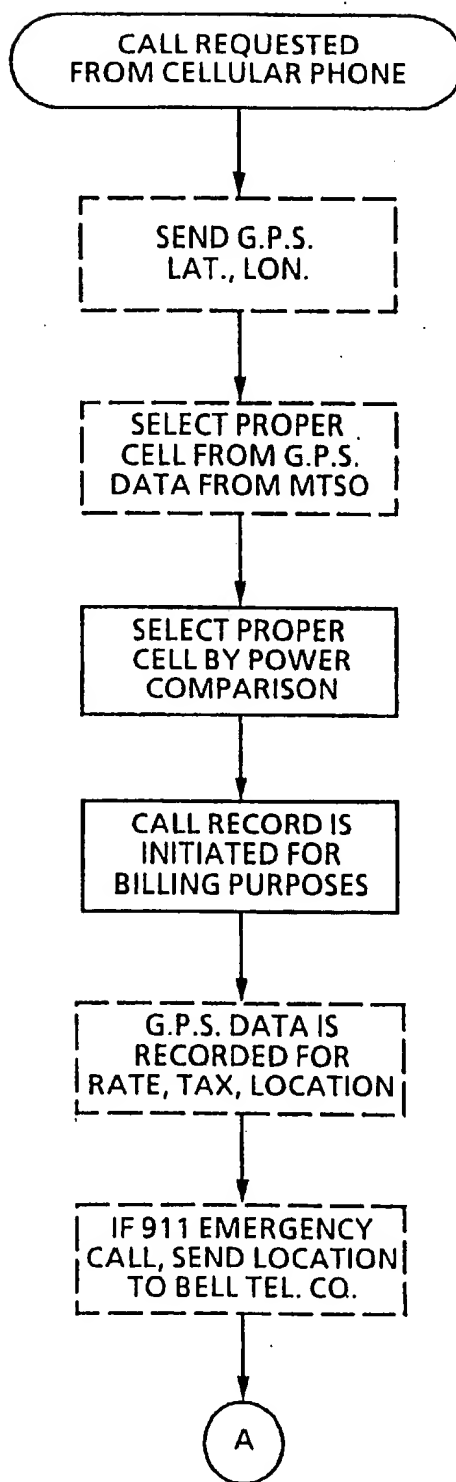 CALL REQUESTED
FROM CELLULAR PHONE
SEND G.P.S.
LAT., LON.
SELECT PROPER
CELL FROM G.P.S.
DATA FROM MTSO
SELECT PROPER
CELL BY POWER
COMPARISON
CALL RECORD IS
INITIATED FOR
BILLING PURPOSES
G.P.S. DATA IS
RECORDED FOR
RATE, TAX, LOCATION
IF 911 EMERGENCY
CALL, SEND LOCATION
TO BELL TEL. CO.
A